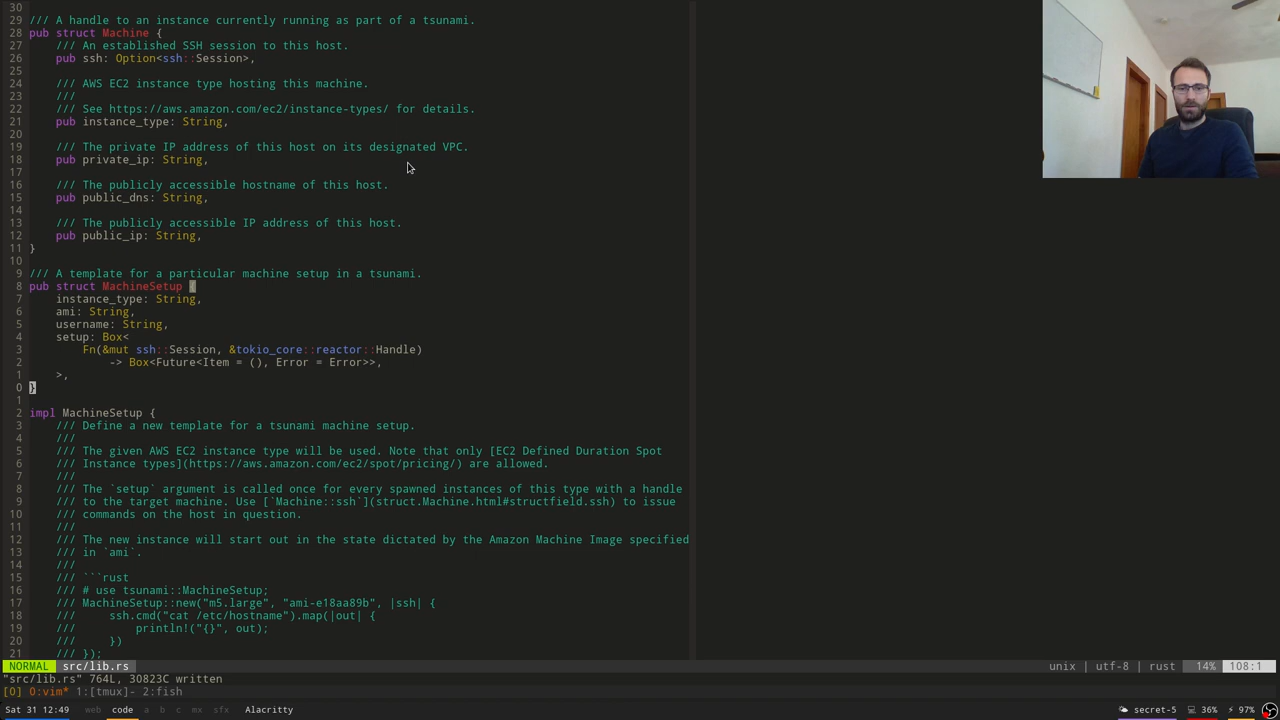 30
29 /// A handle to an instance currently running as part of a tsunami.
28 pub struct Machine {
27     /// An established SSH session to this host.
26     pub ssh: Option<ssh::Session>,
25
24     /// AWS EC2 instance type hosting this machine.
23     ///
22     /// See https://aws.amazon.com/ec2/instance-types/ for details.
21     pub instance_type: String,
20
19     /// The private IP address of this host on its designated VPC.
18     pub private_ip: String,
17
16     /// The publicly accessible hostname of this host.
15     pub public_dns: String,
14
13     /// The publicly accessible IP address of this host.
12     pub public_ip: String,
11 }
10
9 /// A template for a particular machine setup in a tsunami.
8 pub struct MachineSetup {
7     instance_type: String,
6     ami: String,
5     username: String,
4     setup: Box<
3         Fn(&mut ssh::Session, &tokio_core::reactor::Handle)
2             -> Box<Future<Item = (), Error = Error>>,
1     >,
0 }
1
2 impl MachineSetup {
3     /// Define a new template for a tsunami machine setup.
4     ///
5     /// The given AWS EC2 instance type will be used. Note that only [EC2 Defined Duration Spot
6     /// Instance types](https://aws.amazon.com/ec2/spot/pricing/) are allowed.
7     ///
8     /// The `setup` argument is called once for every spawned instances of this type with a handle
9     /// to the target machine. Use [`Machine::ssh`](struct.Machine.html#structfield.ssh) to issue
10     /// commands on the host in question.
11     ///
12     /// The new instance will start out in the state dictated by the Amazon Machine Image specified
13     /// in `ami`.
14     ///
15     /// ```rust
16     /// # use tsunami::MachineSetup;
17     /// MachineSetup::new("m5.large", "ami-e18aa89b", |ssh| {
18     ///     ssh.cmd("cat /etc/hostname").map(|out| {
19     ///         println!("{}", out);
20     ///     })
21     /// });
NORMAL src/lib.rs unix | utf-8 | rust 14% 108:1
"src/lib.rs" 764L, 30823C written
[0] 0:vim* 1:[tmux]- 2:fish
Sat 31 12:49 web code a b c mx sfx Alacritty secret-5 36% 97%